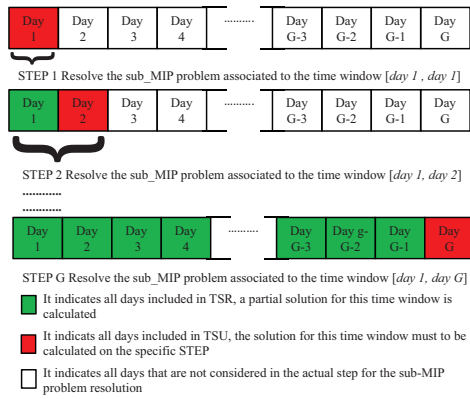 Day 1 Day 2 Day 3 Day 4 .......... Day G-3 Day G-2 Day G-1 Day G
STEP 1 Resolve the sub_MIP problem associated to the time window [day 1 , day 1]
Day 1 Day 2 Day 3 Day 4 .......... Day G-3 Day G-2 Day G-1 Day G
STEP 2 Resolve the sub_MIP problem associated to the time window [day 1, day 2]
............
............
Day 1 Day 2 Day 3 Day 4 .......... Day G-3 Day g- G-2 Day G-1 Day G
STEP G Resolve the sub_MIP problem associated to the time window [day 1, day G]
It indicates all days included in TSR, a partial solution for this time window is
calculated
It indicats all days included in TSU, the solution for this time window must to be
calculated on the specific STEP
It indicates all days that are not considered in the actual step for the sub-MIP
problem resolution